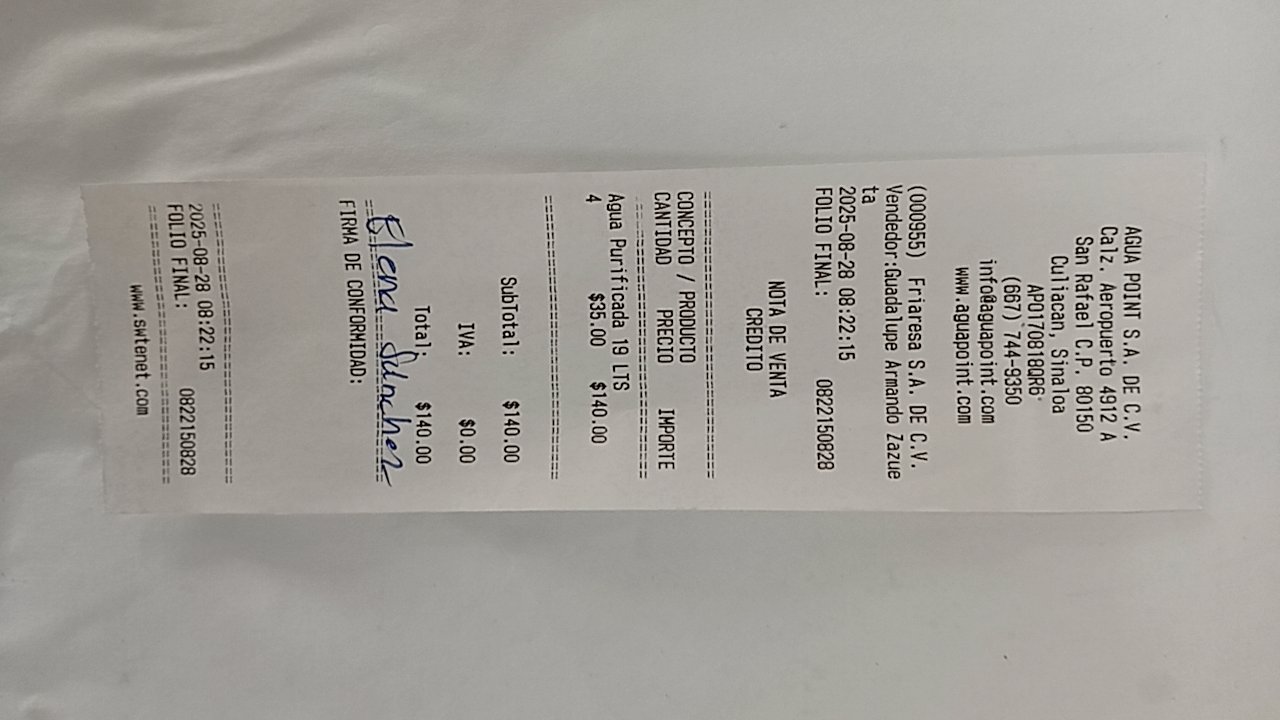 AGUA POINT S.A. DE C.V.
Calz. Aeropuerto 4912 A
San Rafael C.P. 80150
Culiacan, Sinaloa
APO170818QR6
(667) 744-9350
info@aguapoint.com
www.aguapoint.com
(000955) Friaresa S.A. DE C.V.
Vendedor:Guadalupe Armando Zazue
ta
2025-08-28 08:22:15
FOLIO FINAL: 0822150828
NOTA DE VENTA
CREDITO
CONCEPTO / PRODUCTO
CANTIDAD PRECIO IMPORTE
Agua Purificada 19 LTS
4 $35.00 $140.00
SubTotal: $140.00
IVA: $0.00
Total: $140.00
Elena Sánchez
FIRMA DE CONFORMIDAD:
2025-08-28 08:22:15
FOLIO FINAL: 0822150828
www.swtenet.com